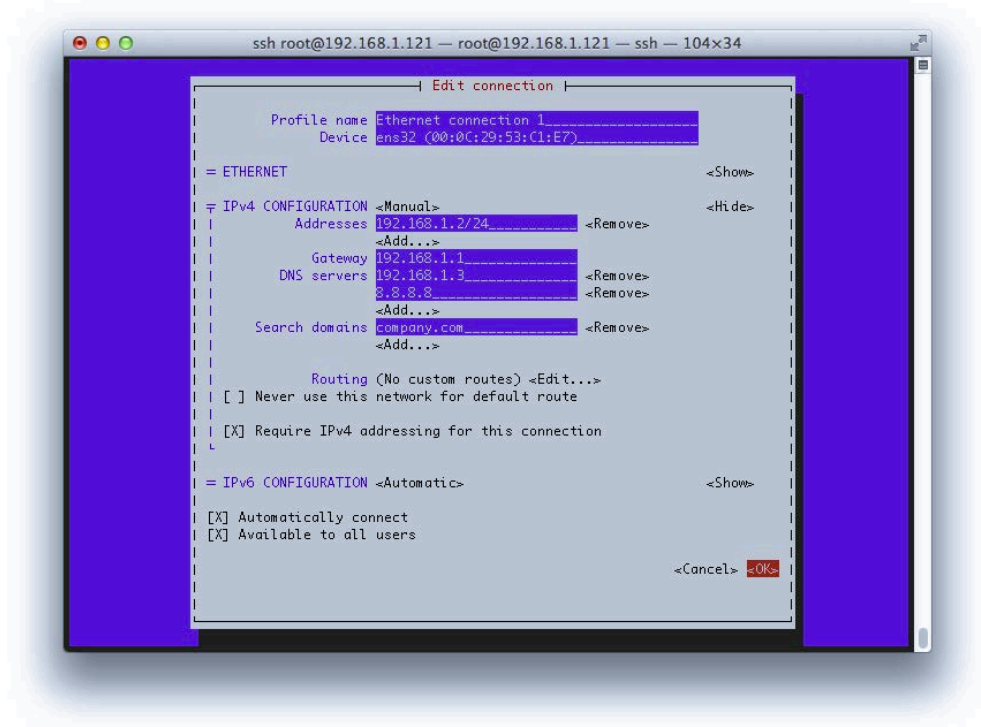 ssh root@192.168.1.121 — root@192.168.1.121 — ssh — 104×34
Edit connection
Profile name Ethernet connection 1
Device ens32 (00:0C:29:53:C1:E7)
= ETHERNET <Show>
IPv4 CONFIGURATION <Manual> <Hide>
Addresses 192.168.1.2/24 <Remove>
<Add...>
Gateway 192.168.1.1
DNS servers 192.168.1.3 <Remove>
8.8.8.8 <Remove>
<Add...>
Search domains company.com <Remove>
<Add...>
Routing (No custom routes) <Edit...>
[ ] Never use this network for default route
[X] Require IPv4 addressing for this connection
= IPv6 CONFIGURATION <Automatic> <Show>
[X] Automatically connect
[X] Available to all users
<Cancel> <OK>